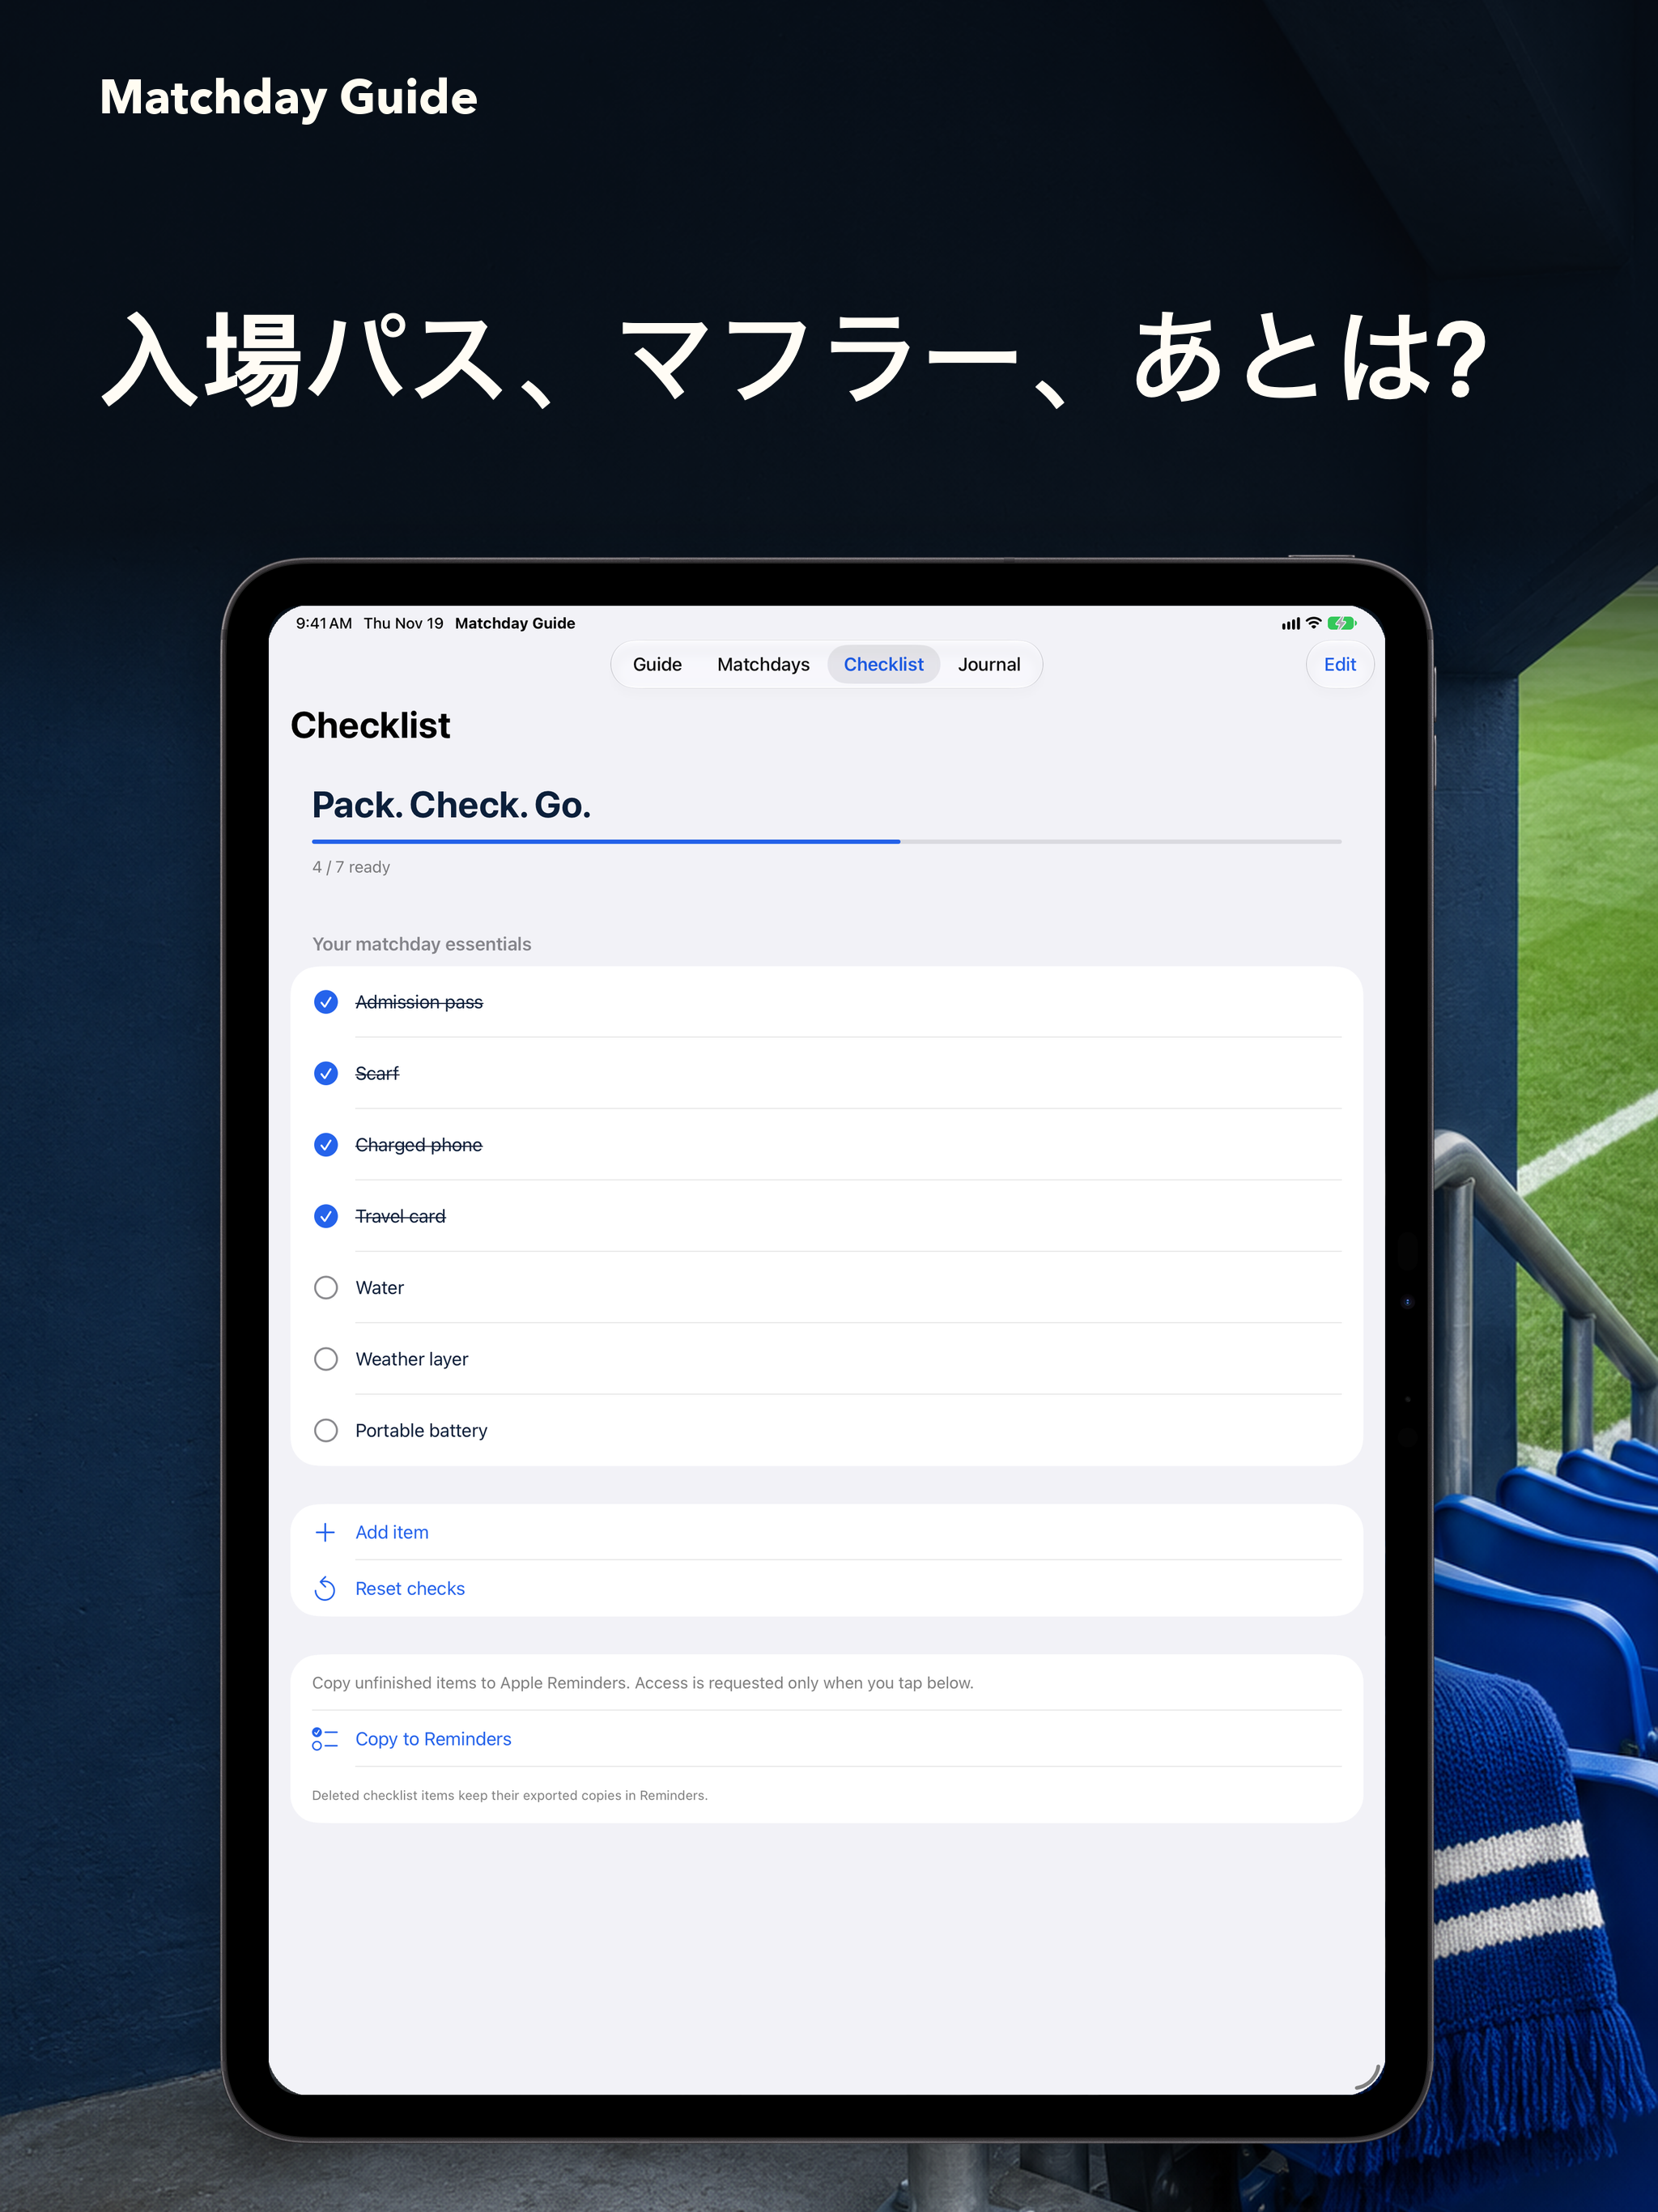 Matchday Guide
入場パス、マフラー、あとは?
9:41 AM Thu Nov 19 Matchday Guide
Guide Matchdays Checklist Journal Edit
Checklist
Pack. Check. Go.
4 / 7 ready
Your matchday essentials
Admission pass
Scarf
Charged phone
Travel card
Water
Weather layer
Portable battery
Add item
Reset checks
Copy unfinished items to Apple Reminders. Access is requested only when you tap below.
Copy to Reminders
Deleted checklist items keep their exported copies in Reminders.